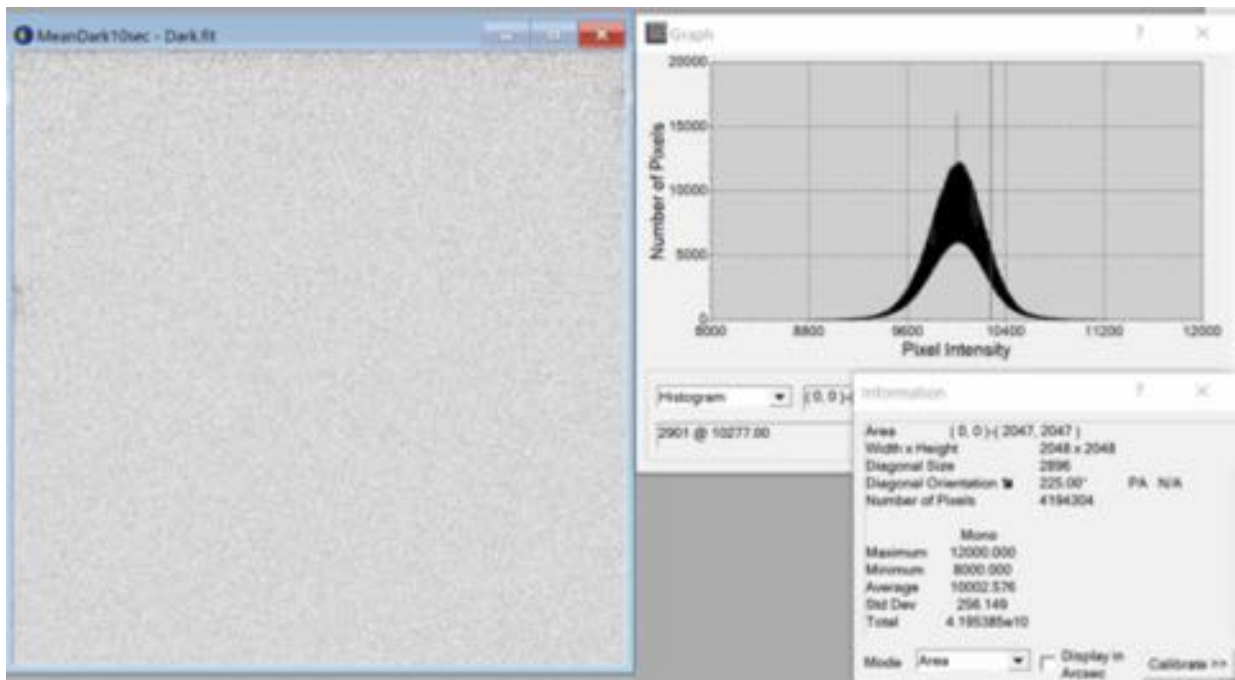 MeanDark10sec - Dark.fit
Graph
?
20000
15000
10000
5000
0
Number of Pixels
8000 8800 9600 10400 11200 12000
Pixel Intensity
Histogram
( 0, 0 )-(
2901 @ 10277.00
Information
?
Area ( 0, 0 )-( 2047, 2047 )
Width x Height 2048 x 2048
Diagonal Size 2896
Diagonal Orientation 225.00° PA N/A
Number of Pixels 4194304
Mono
Maximum 12000.000
Minimum 8000.000
Average 10002.576
Std Dev 256.149
Total 4.195385e10
Mode Area Display in
Arcsec
Calibrate >>